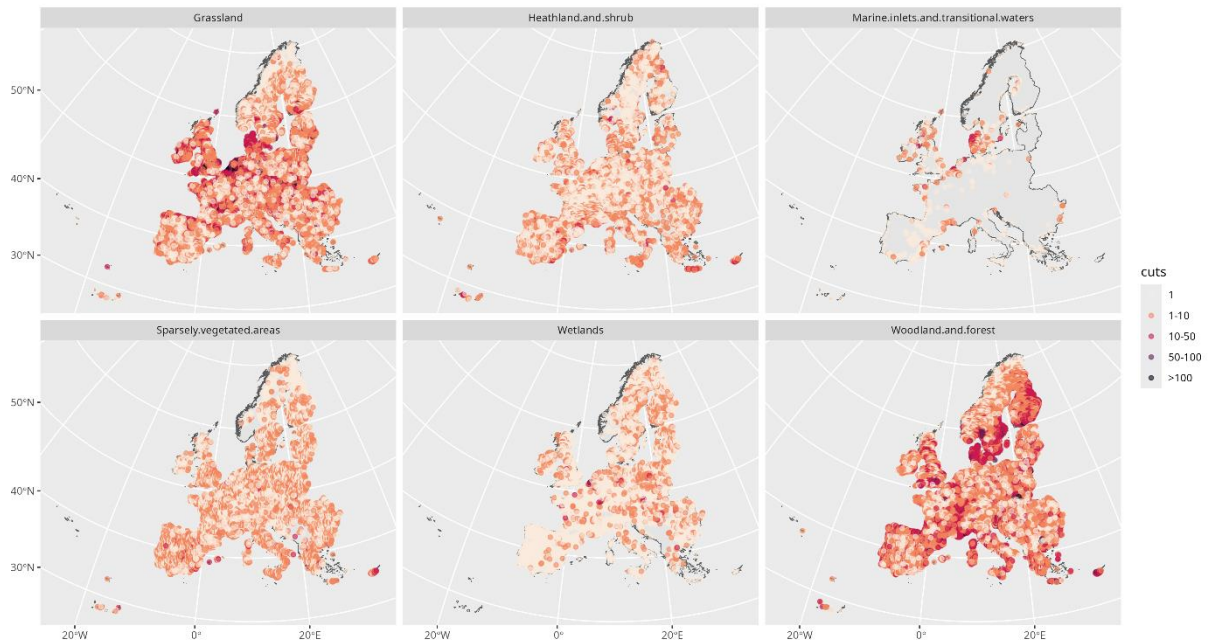 Grassland
Heathland.and.shrub
Marine.inlets.and.transitional.waters
50°N
40°N
30°N
Sparsely.vegetated.areas
Wetlands
Woodland.and.forest
50°N
40°N
30°N
20°W
0°
20°E
20°W
0°
20°E
20°W
0°
20°E
cuts
1
1-10
10-50
50-100
>100